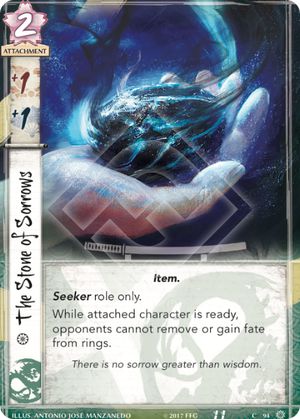 2
ATTACHMENT
+1
+1
The Stone of Sorrows
Item.
Seeker role only.
While attached character is ready,
opponents cannot remove or gain fate
from rings.
There is no sorrow greater than wisdom.
ILLUS. ANTONIO JOSÉ MANZANEDO
©2017 FFG
11
C
94